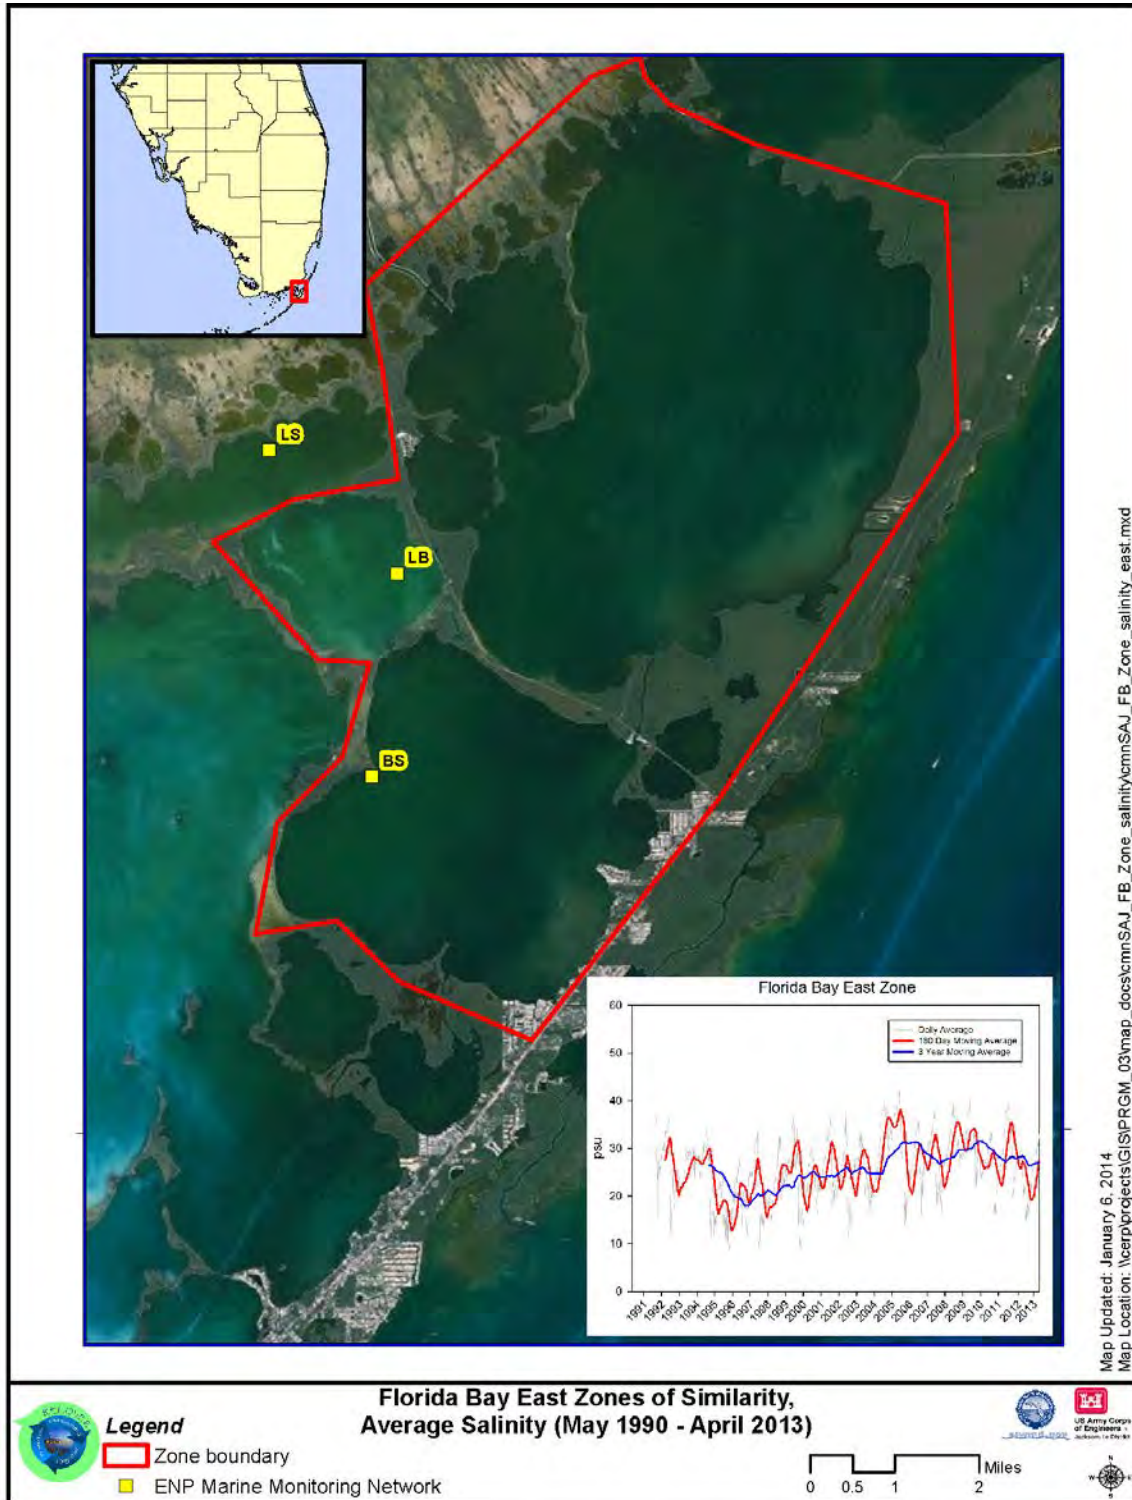 LS
LB
BS
Florida Bay East Zone
60
50
40
30
20
10
0
psu
Daily Average
180 Day Moving Average
3 Year Moving Average
1991
1992
1993
1994
1995
1996
1997
1998
1999
2000
2001
2002
2003
2004
2005
2006
2007
2008
2009
2010
2011
2012
2013
Map Updated: January 6, 2014
Map Location: \\cerp\projects\GIS\PRGM_03\map_docs\cmnSAJ_FB_Zone_salinity\cmnSAJ_FB_Zone_salinity_east.mxd
Florida Bay East Zones of Similarity,
Average Salinity (May 1990 - April 2013)
Legend
Zone boundary
ENP Marine Monitoring Network
0
0.5
1
2
Miles
US Army Corps
of Engineers
Jacksonville District
N
W
E
S